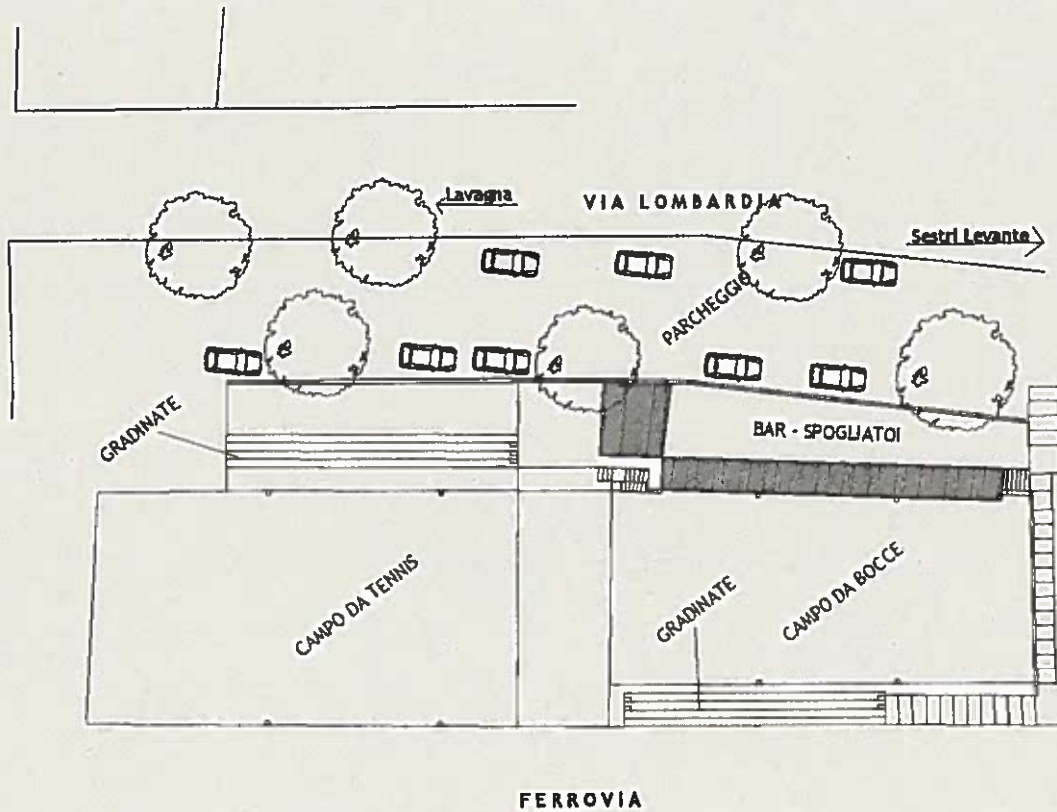 Lavagna
VIA LOMBARDIA
Sestri Levante
PARCHEGGIO
GRADINATE
BAR - SPOGLIATOI
CAMPO DA TENNIS
GRADINATE
CAMPO DA BOCCE
FERROVIA